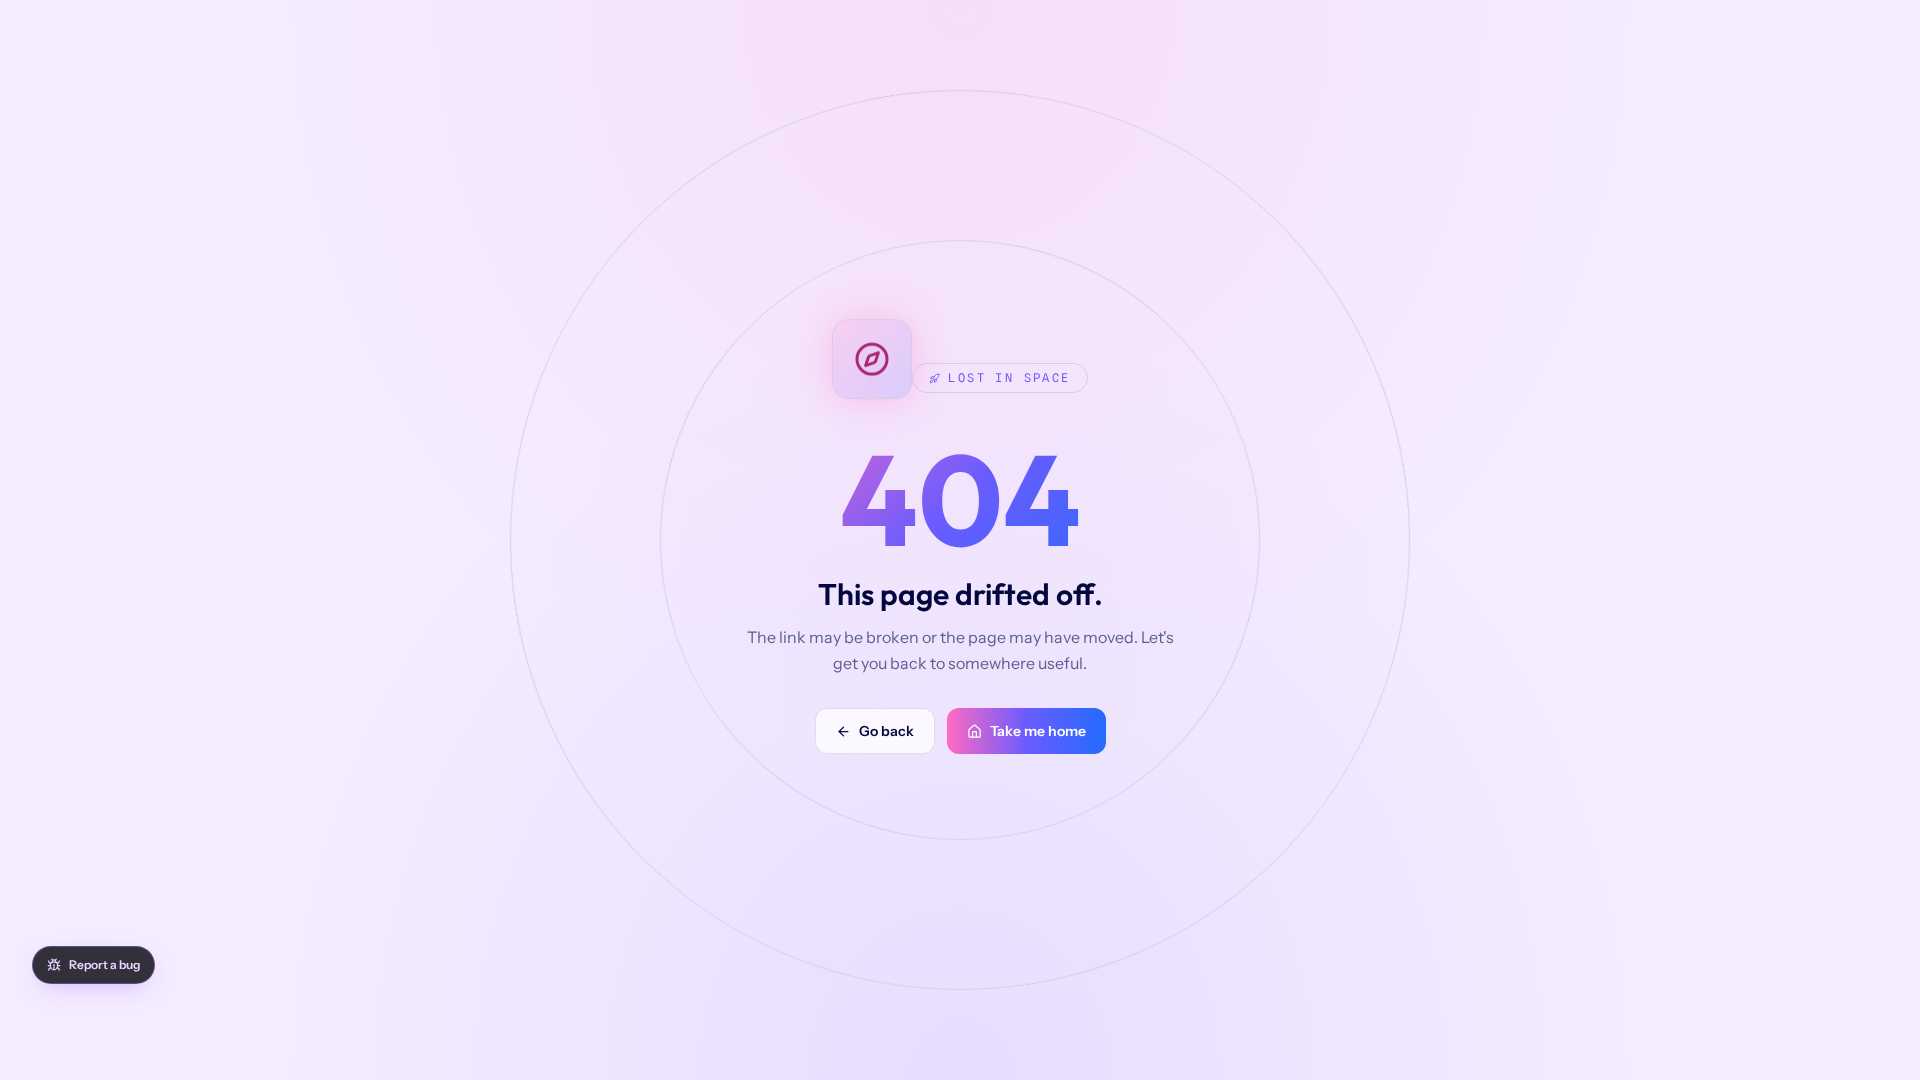 LOST IN SPACE
404
This page drifted off.
The link may be broken or the page may have moved. Let's
get you back to somewhere useful.
Go back
Take me home
Report a bug